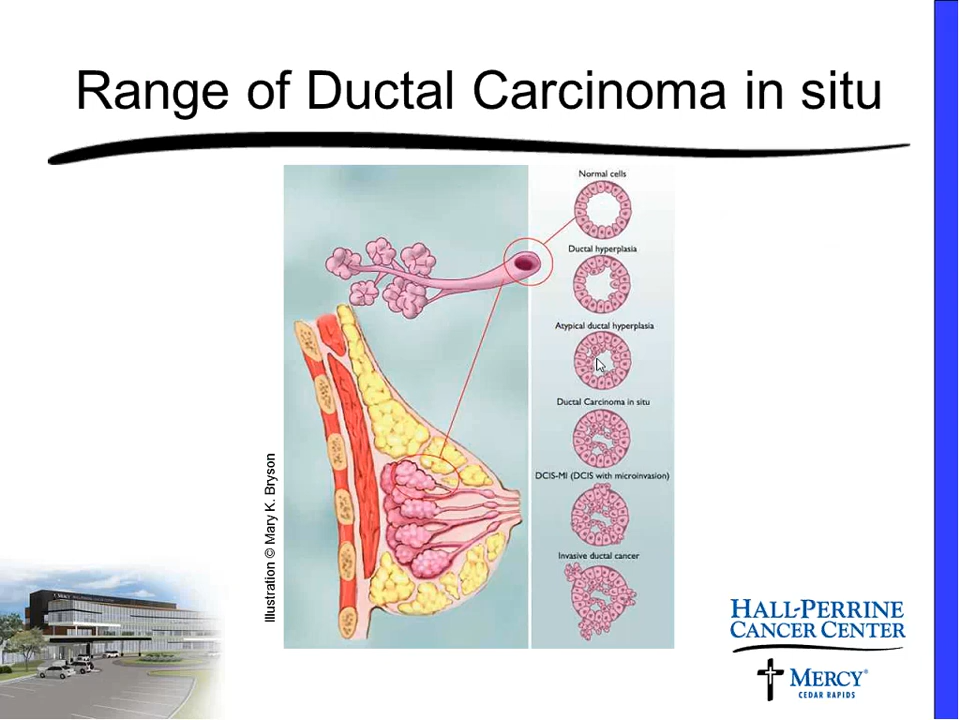 Range of Ductal Carcinoma in situ
Normal cells
Ductal hyperplasia
Atypical ductal hyperplasia
Ductal Carcinoma in situ
DCIS-MI (DCIS with microinvasion)
Invasive ductal cancer
Illustration © Mary K. Bryson
HALL-PERRINE
CANCER CENTER
MERCY®
CEDAR RAPIDS